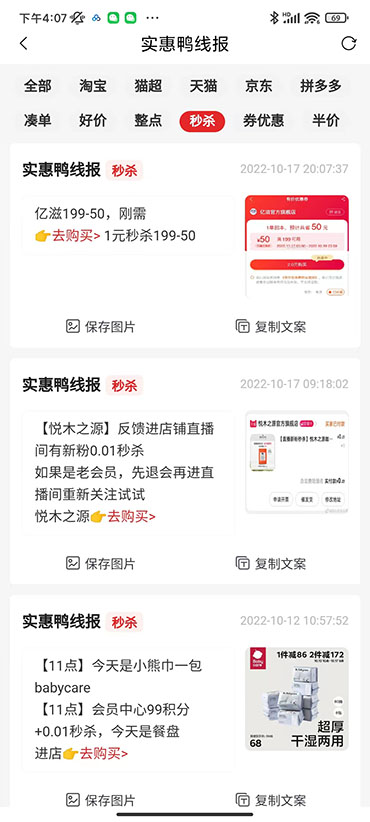 下午4:07
HD
69
实惠鸭线报
全部 淘宝 猫超 天猫 京东 拼多多
凑单 好价 整点 秒杀 券优惠 半价
实惠鸭线报 秒杀 2022-10-17 20:07:37
亿滋199-50，刚需
👉去购买> 1元秒杀199-50
亿滋官方旗舰店
50 元
¥50
保存图片 复制文案
实惠鸭线报 秒杀 2022-10-17 09:18:02
【悦木之源】反馈进店铺直播
间有新粉0.01秒杀
如果是老会员，先退会再进直
播间重新关注试试
悦木之源👉去购买>
悦木之源官方旗舰店
保存图片 复制文案
实惠鸭线报 秒杀 2022-10-12 10:57:52
【11点】今天是小熊巾一包
babycare
【11点】会员中心99积分
+0.01秒杀，今天是餐盘
进店👉去购买>
Baby
1件减86 2件减172
超厚
干湿两用
68
保存图片 复制文案